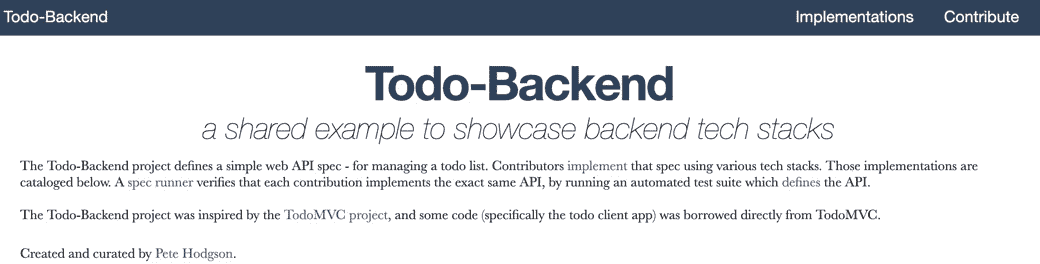 Todo-Backend
Implementations
Contribute
Todo-Backend
a shared example to showcase backend tech stacks
The Todo-Backend project defines a simple web API spec - for managing a todo list. Contributors implement that spec using various tech stacks. Those implementations are
cataloged below. A spec runner verifies that each contribution implements the exact same API, by running an automated test suite which defines the API.
The Todo-Backend project was inspired by the TodoMVC project, and some code (specifically the todo client app) was borrowed directly from TodoMVC.
Created and curated by Pete Hodgson.